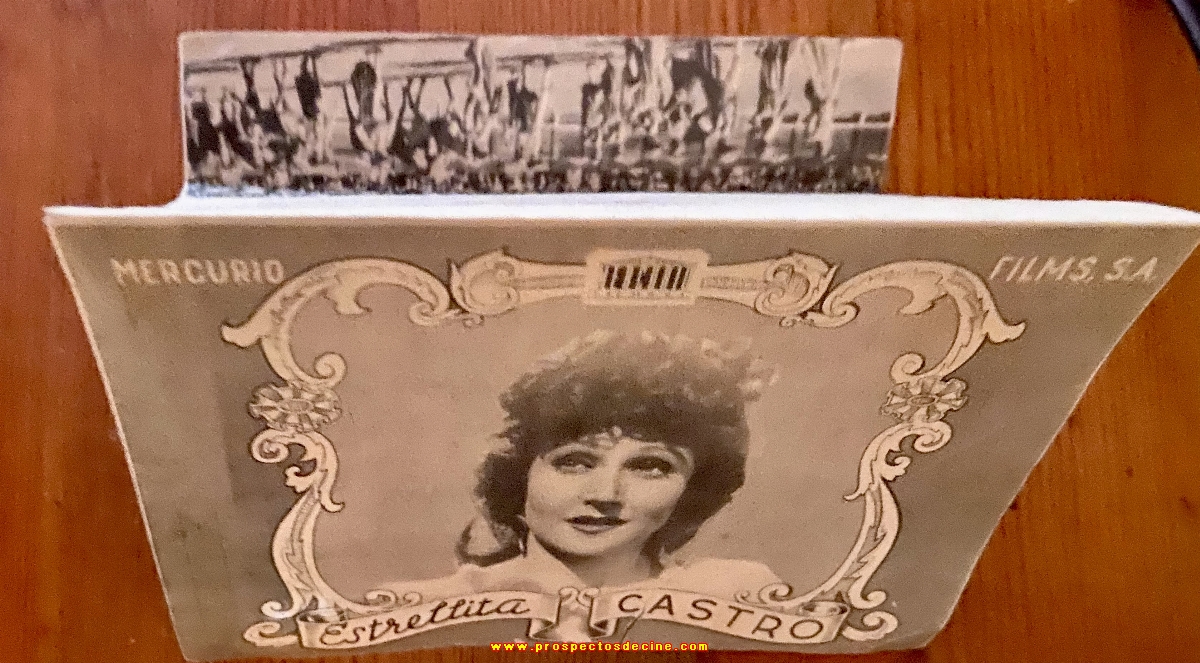 MERCURIO FILMS, S.A.
Estrellita CASTRO
www.prospectosdecine.com